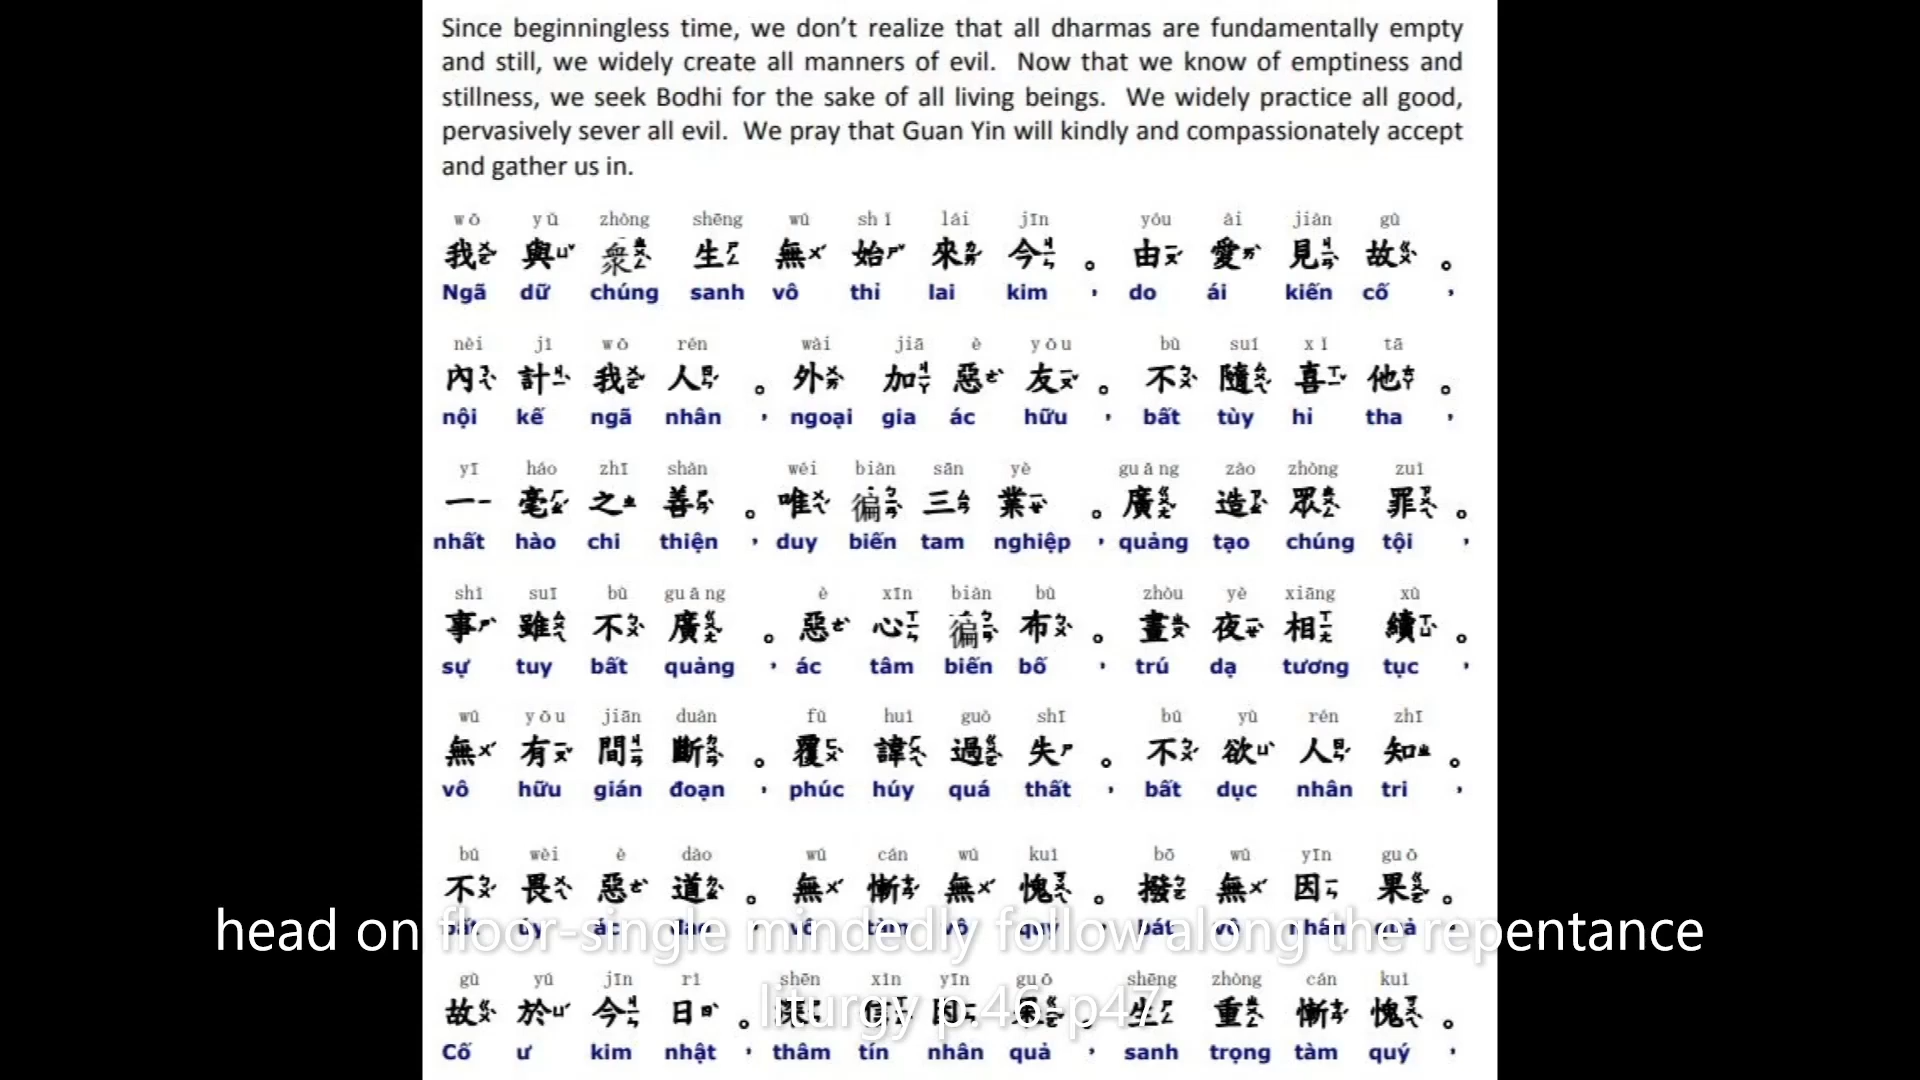 Since beginningless time, we don't realize that all dharmas are fundamentally empty
and still, we widely create all manners of evil.  Now that we know of emptiness and
stillness, we seek Bodhi for the sake of all living beings.  We widely practice all good,
pervasively sever all evil.  We pray that Guan Yin will kindly and compassionately accept
and gather us in.
wǒ yǔ zhòng shēng wú shǐ lái jīn yóu ài jiàn gù
我與衆生無始來今。由愛見故。
Ngã dữ chúng sanh vô thỉ lai kim , do ái kiến cố ,
nèi jì wǒ rén wài jiā è yǒu bù suí xǐ tā
內計我人。外加惡友。不隨喜他。
nội kế ngã nhân , ngoại gia ác hữu , bất tùy hỉ tha ,
yī háo zhī shàn wéi biàn sān yè guǎng zào zhòng zuì
一毫之善。唯徧三業。廣造眾罪。
nhất hào chi thiện , duy biến tam nghiệp , quảng tạo chúng tội ,
shì suī bù guǎng è xīn biàn bù zhòu yè xiāng xù
事雖不廣。惡心徧布。晝夜相續。
sự tuy bất quảng , ác tâm biến bố , trú dạ tương tục ,
wú yǒu jiān duàn fù huì guò shī bú yù rén zhī
無有間斷。覆諱過失。不欲人知。
vô hữu gián đoạn , phúc húy quá thất , bất dục nhân tri ,
bú wèi è dào wú cán wú kuì bō wú yīn guǒ
不畏惡道。無慚無愧。撥無因果。
head on floor-single mindedly follow along the repentance
gù yú jīn rì shēn xìn yīn guǒ shēng zhòng cán kuì
故於今日。深信因果。生重慚愧。
liturgy p.46-p47
Cố ư kim nhật , thâm tín nhân quả , sanh trọng tàm quý ,